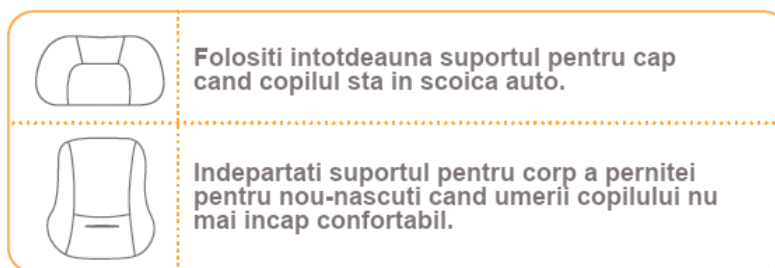 Folositi intotdeauna suportul pentru cap
cand copilul sta in scoica auto.
Indepartati suportul pentru corp a pernitei
pentru nou-nascuti cand umerii copilului nu
mai incap confortabil.